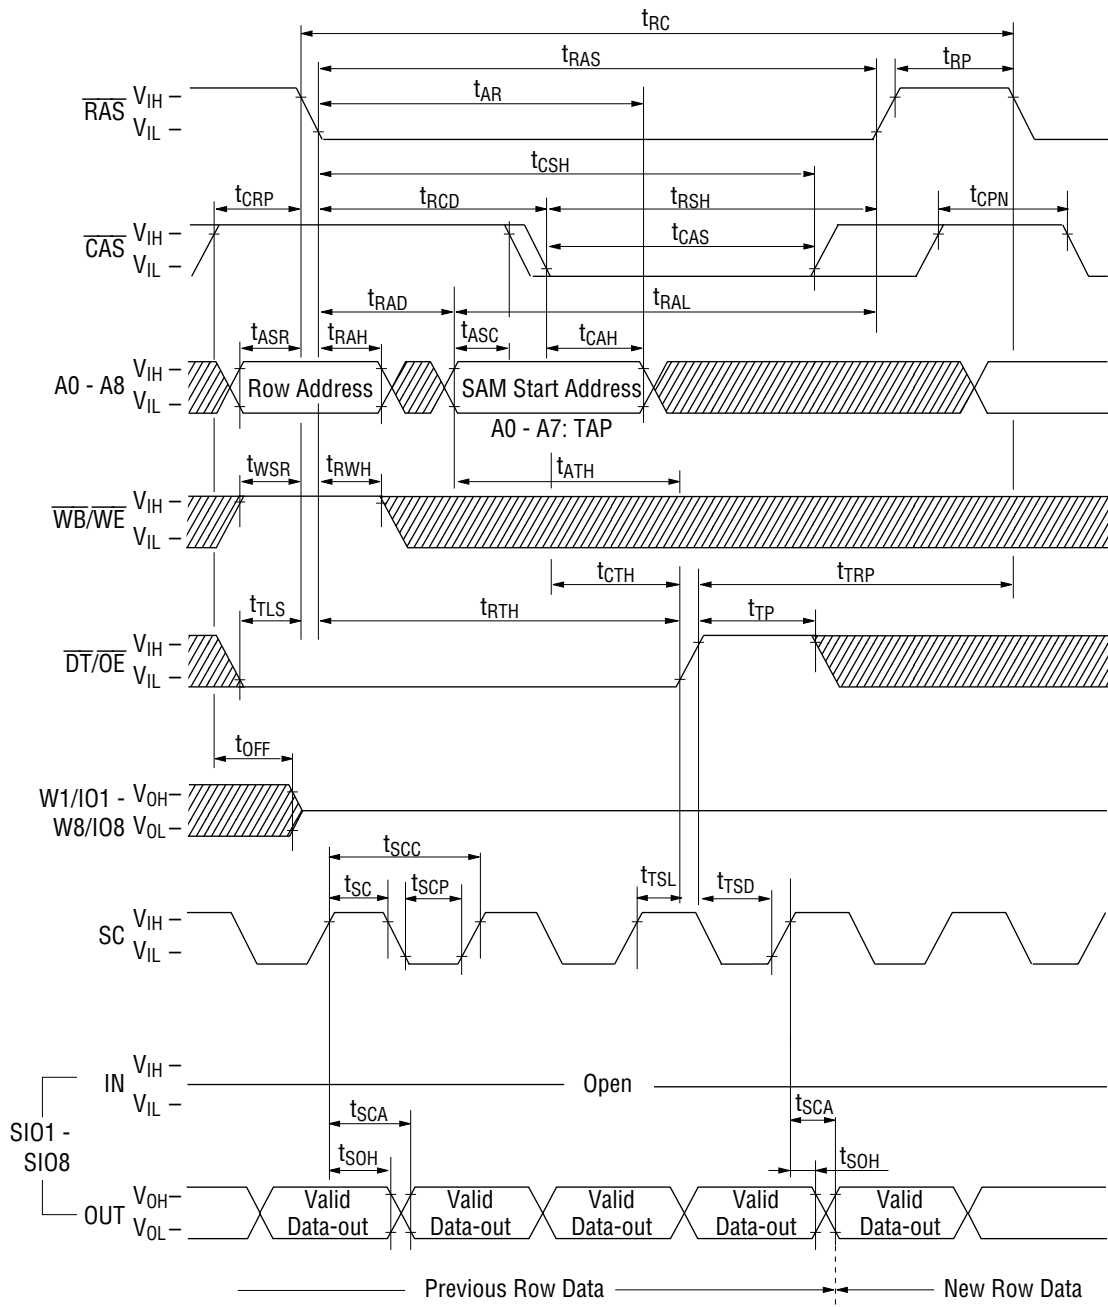 tRC
tRAS
tRP
tAR
RAS VIH
VIL
tCSH
tCRP tRCD tRSH tCPN
CAS VIH
VIL
tCAS
tRAD tRAL
tASR tRAH tASC tCAH
A0 - A8 VIH
VIL
Row Address SAM Start Address
A0 - A7: TAP
tWSR tRWH tATH
WB/WE VIH
VIL
tCTH tTRP
tTLS tRTH tTP
DT/OE VIH
VIL
tOFF
W1/IO1 - VOH
W8/IO8 VOL
tSCC
tSC tSCP tTSL tTSD
SC VIH
VIL
IN VIH
VIL
Open
tSCA tSCA
SIO1 -
SIO8
tSOH tSOH
OUT VOH
VOL
Valid Data-out
Valid Data-out
Valid Data-out
Valid Data-out
Valid Data-out
Previous Row Data New Row Data